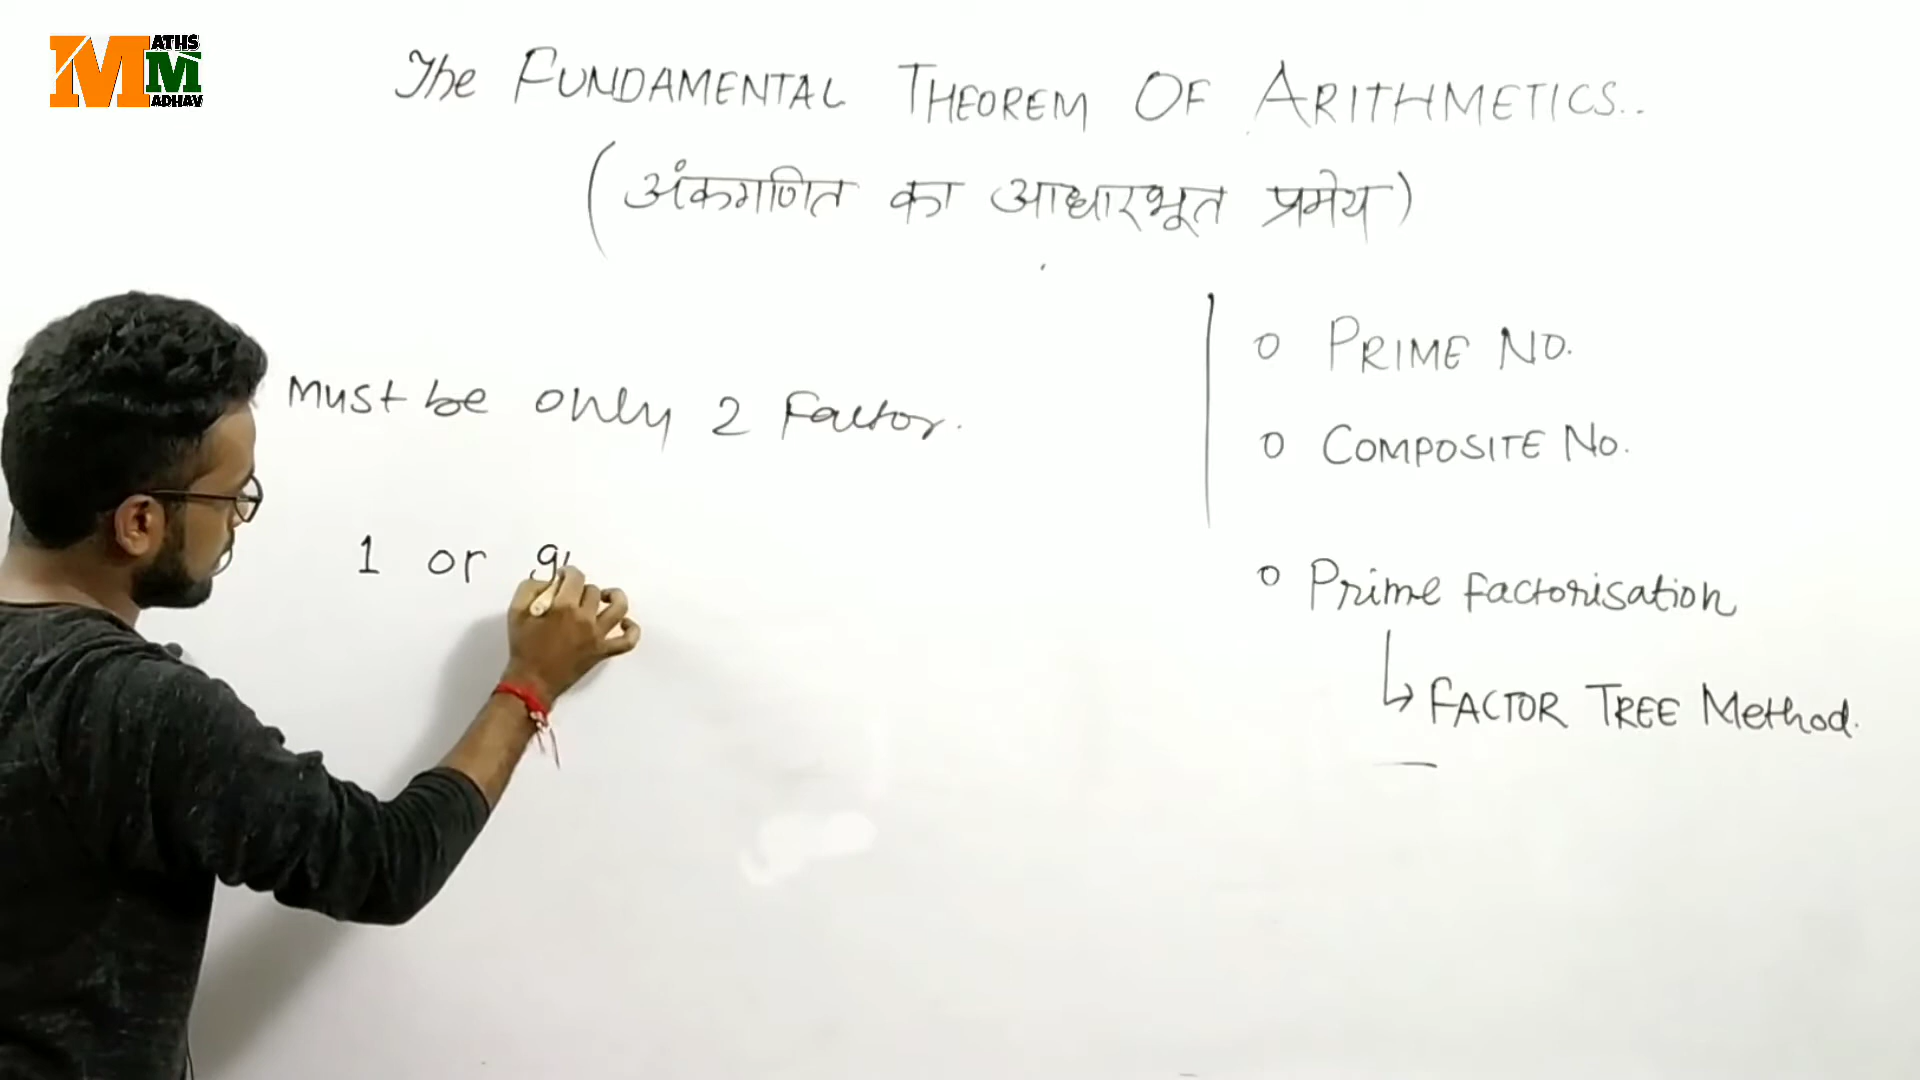 MATHS
MADHAV
The FUNDAMENTAL THEOREM OF ARITHMETICS..
(अंकगणित का आधारभूत प्रमेय)
Must be only 2 Factor.
1 or
o PRIME NO.
o COMPOSITE NO.
o Prime factorisation
↳ FACTOR TREE Method.